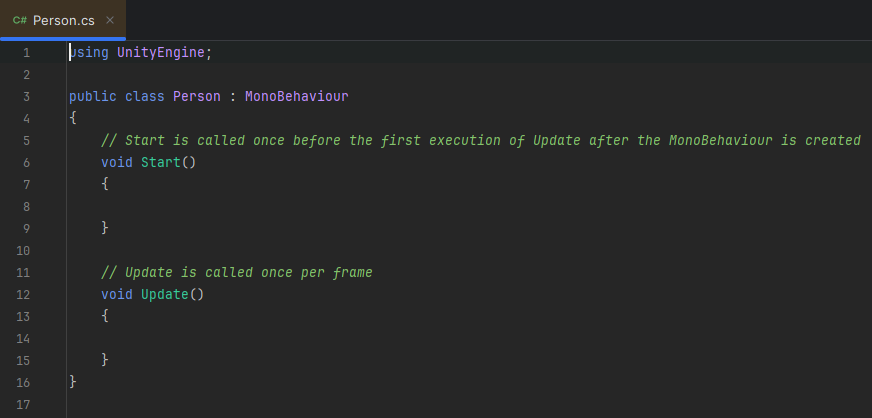 C# Person.cs ×
1 using UnityEngine;
2
3 public class Person : MonoBehaviour
4 {
5     // Start is called once before the first execution of Update after the MonoBehaviour is created
6     void Start()
7     {
8
9     }
10
11     // Update is called once per frame
12     void Update()
13     {
14
15     }
16 }
17